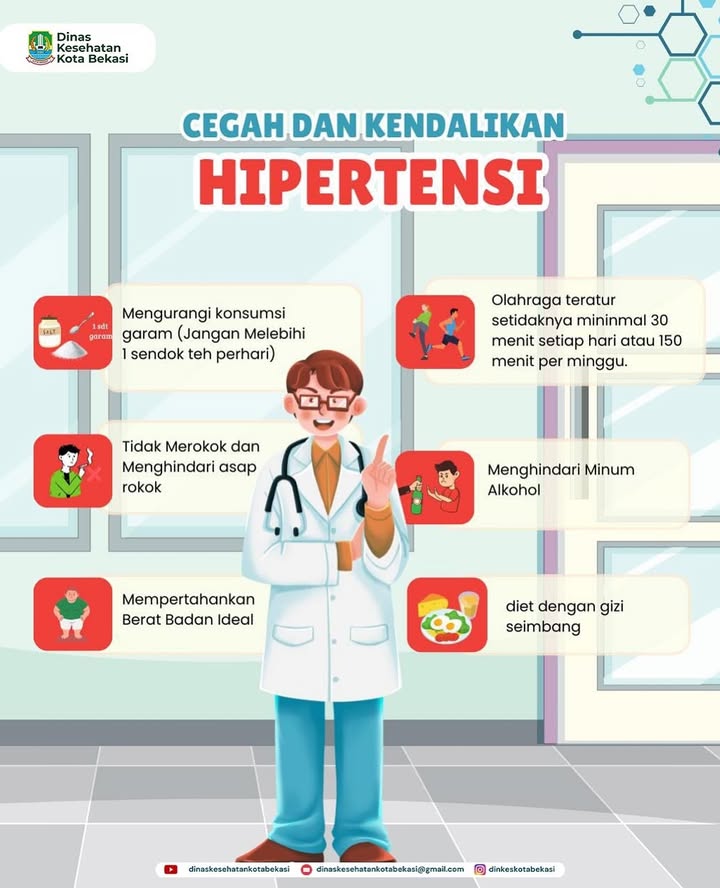 Dinas
Kesehatan
Kota Bekasi
CEGAH DAN KENDALIKAN
HIPERTENSI
SALT
1 sdt
garam
Mengurangi konsumsi
garam (Jangan Melebihi
1 sendok teh perhari)
Olahraga teratur
setidaknya mininmal 30
menit setiap hari atau 150
menit per minggu.
Tidak Merokok dan
Menghindari asap
rokok
Menghindari Minum
Alkohol
Mempertahankan
Berat Badan Ideal
diet dengan gizi
seimbang
dinaskesehatankotabekasi
dinaskesehatankotabekasi@gmail.com
dinkeskotabekasi